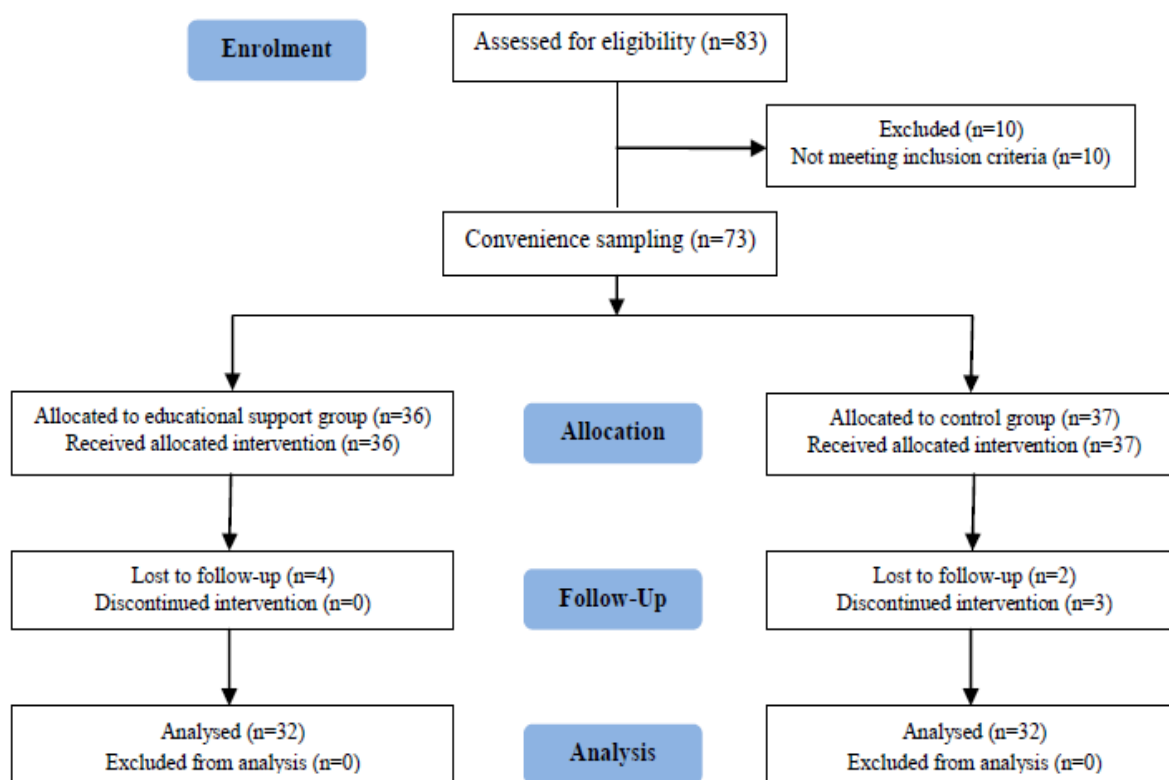 Enrolment
Assessed for eligibility (n=83)
Excluded (n=10)
Not meeting inclusion criteria (n=10)
Convenience sampling (n=73)
Allocated to educational support group (n=36)
Received allocated intervention (n=36)
Allocation
Allocated to control group (n=37)
Received allocated intervention (n=37)
Lost to follow-up (n=4)
Discontinued intervention (n=0)
Follow-Up
Lost to follow-up (n=2)
Discontinued intervention (n=3)
Analysed (n=32)
Excluded from analysis (n=0)
Analysis
Analysed (n=32)
Excluded from analysis (n=0)